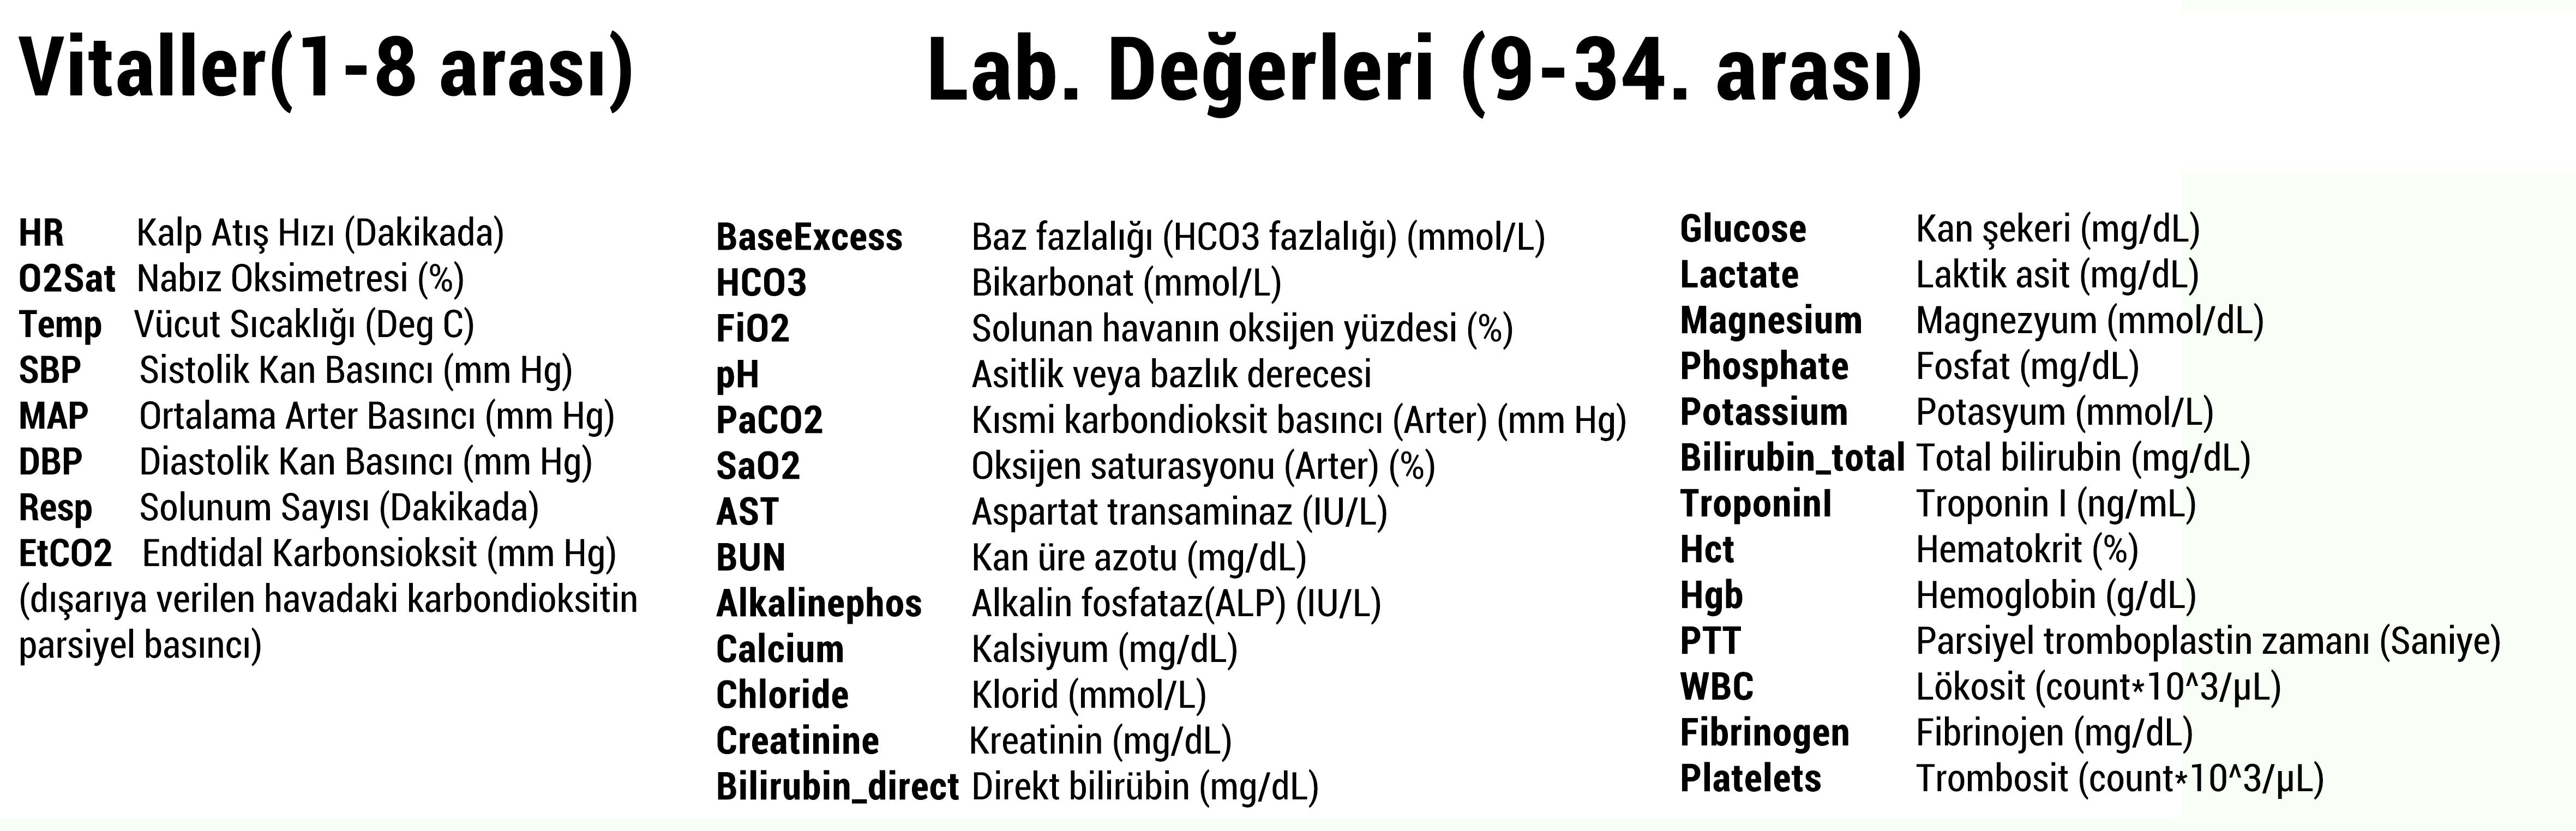 Vitaller(1-8 arası)
HR Kalp Atış Hızı (Dakikada)
O2Sat Nabız Oksimetresi (%)
Temp Vücut Sıcaklığı (Deg C)
SBP Sistolik Kan Basıncı (mm Hg)
MAP Ortalama Arter Basıncı (mm Hg)
DBP Diastolik Kan Basıncı (mm Hg)
Resp Solunum Sayısı (Dakikada)
EtCO2 Endtidal Karbonsioksit (mm Hg)
(dışarıya verilen havadaki karbondioksitin
parsiyel basıncı)
Lab. Değerleri (9-34. arası)
BaseExcess Baz fazlalığı (HCO3 fazlalığı) (mmol/L)
HCO3 Bikarbonat (mmol/L)
FiO2 Solunan havanın oksijen yüzdesi (%)
pH Asitlik veya bazlık derecesi
PaCO2 Kısmi karbondioksit basıncı (Arter) (mm Hg)
SaO2 Oksijen saturasyonu (Arter) (%)
AST Aspartat transaminaz (IU/L)
BUN Kan üre azotu (mg/dL)
Alkalinephos Alkalin fosfataz(ALP) (IU/L)
Calcium Kalsiyum (mg/dL)
Chloride Klorid (mmol/L)
Creatinine Kreatinin (mg/dL)
Bilirubin_direct Direkt bilirübin (mg/dL)
Glucose Kan şekeri (mg/dL)
Lactate Laktik asit (mg/dL)
Magnesium Magnezyum (mmol/dL)
Phosphate Fosfat (mg/dL)
Potassium Potasyum (mmol/L)
Bilirubin_total Total bilirubin (mg/dL)
TroponinI Troponin I (ng/mL)
Hct Hematokrit (%)
Hgb Hemoglobin (g/dL)
PTT Parsiyel tromboplastin zamanı (Saniye)
WBC Lökosit (count*10^3/µL)
Fibrinogen Fibrinojen (mg/dL)
Platelets Trombosit (count*10^3/µL)